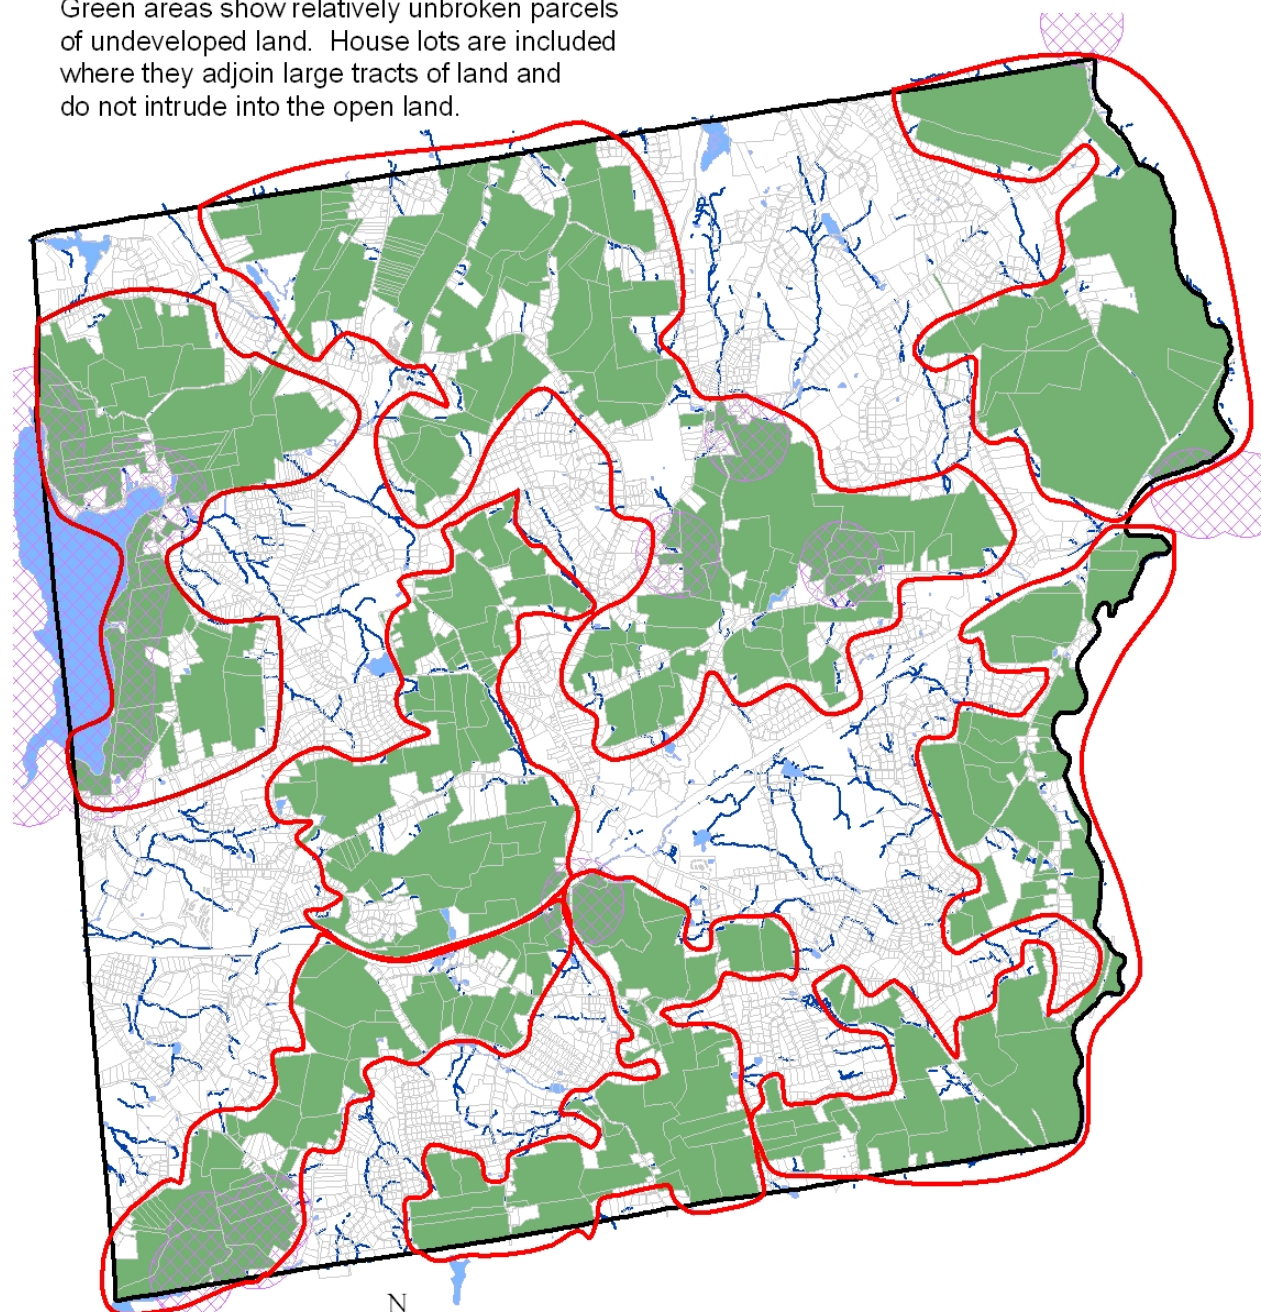 Green areas show relatively unbroken parcels
of undeveloped land.  House lots are included
where they adjoin large tracts of land and
do not intrude into the open land.
N